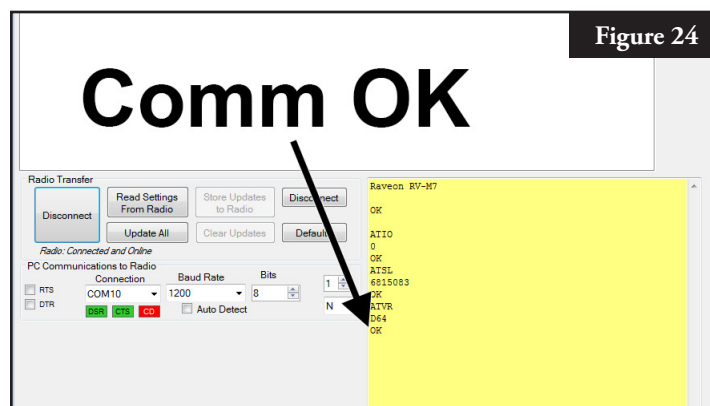 Figure 24
Comm OK
Radio Transfer
Disconnect
Read Settings From Radio
Store Updates to Radio
Disconnect
Update All
Clear Updates
Radio: Connected and Online
PC Communications to Radio
Connection
Baud Rate
Bits
RTS
COM10
1200
8
1
DTR
DSR
CTS
CD
Auto Detect
N
Raveon RV-M7
OK
ATIO
0
OK
ATSL
6815083
OK
ATVR
D64
OK